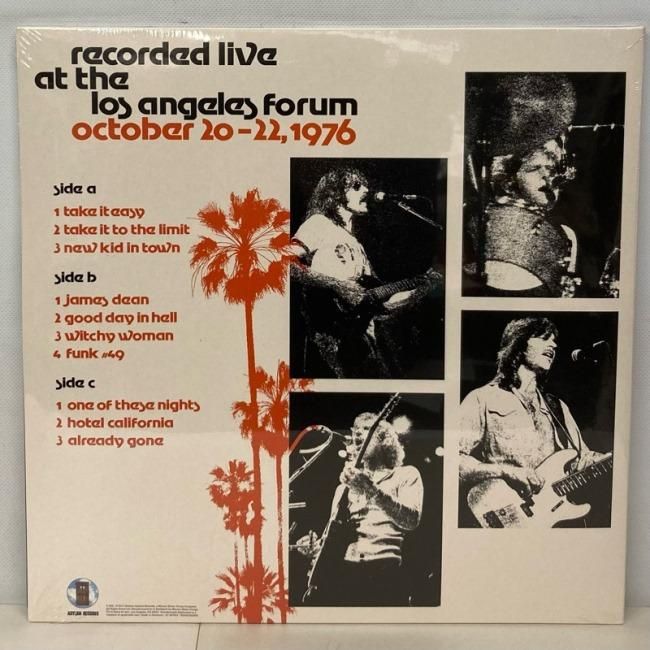 recorded live
at the
los angeles forum
october 20-22, 1976
side a
1 take it easy
2 take it to the limit
3 new kid in town
side b
1 james dean
2 good day in hell
3 witchy woman
4 funk #49
side c
1 one of these nights
2 hotel california
3 already gone
ASYLUM RECORDS